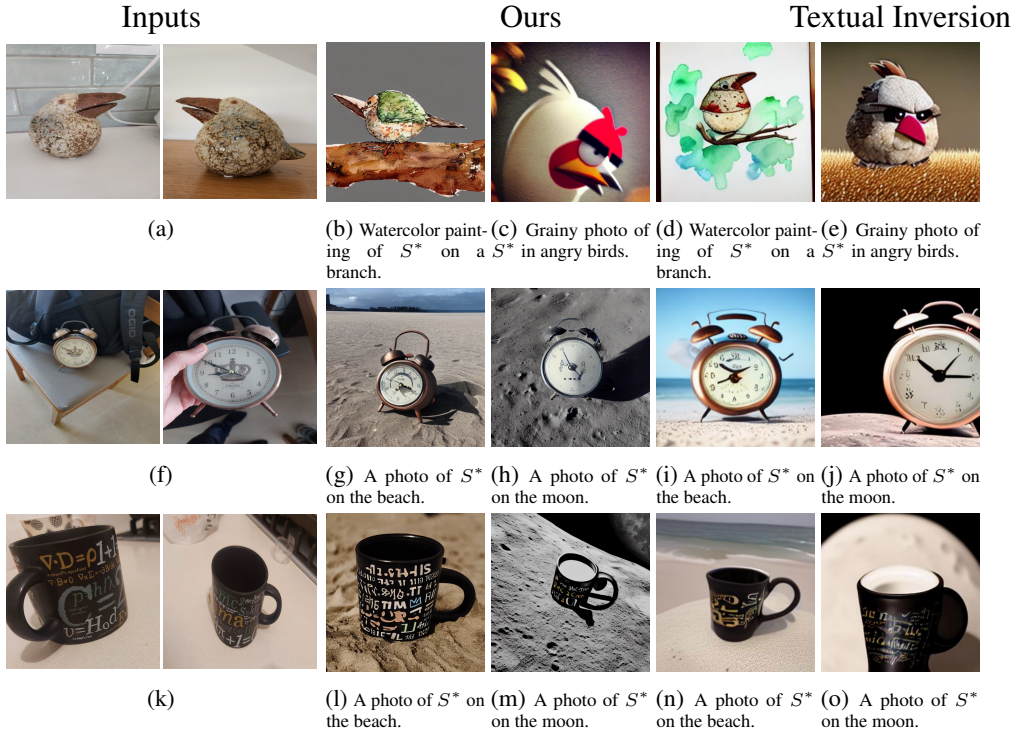 Inputs
Ours
Textual Inversion
(a)
(b) Watercolor paint-
ing of S* on a
branch.
(c) Grainy photo of
S* in angry birds.
(d) Watercolor paint-
ing of S* on a
branch.
(e) Grainy photo of
S* in angry birds.
(f)
(g) A photo of S*
on the beach.
(h) A photo of S*
on the moon.
(i) A photo of S* on
the beach.
(j) A photo of S* on
the moon.
(k)
(l) A photo of S* on
the beach.
(m) A photo of S*
on the moon.
(n) A photo of S* on
the beach.
(o) A photo of S* on
the moon.